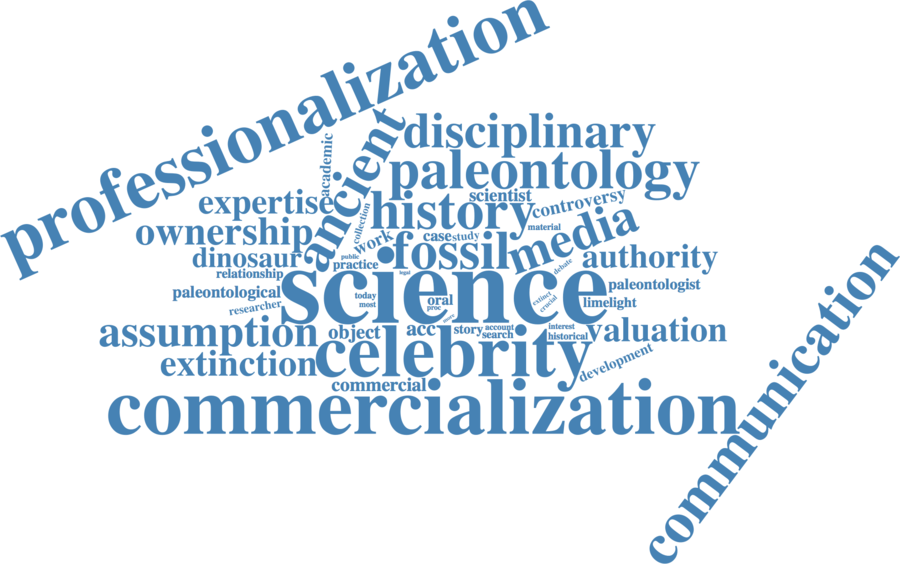 professionalization
ancient
academic
disciplinary
paleontology
expertise
scientist
history
controversy
collection
ownership
material
work
case
study
media
fossil
dinosaur
authority
public
practice
debate
relationship
legal
science
paleontological
paleontologist
today
most
oral
proc
extinct
crucial
limelight
researcher
more
assumption
object
acc
story
account
search
interest
historical
valuation
celebrity
extinction
development
commercial
commercialization
communication